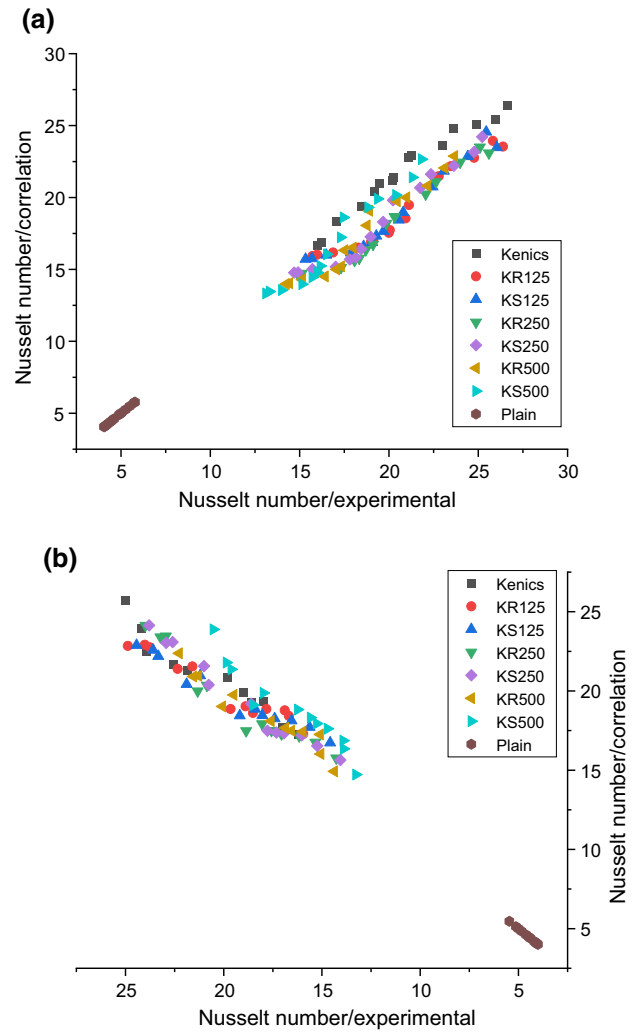 (a)
30
25
20
15
10
5
Nusselt number/correlation
Kenics
KR125
KS125
KR250
KS250
KR500
KS500
Plain
5 10 15 20 25 30
Nusselt number/experimental
(b)
Kenics
KR125
KS125
KR250
KS250
KR500
KS500
Plain
25
20
15
10
5
Nusselt number/correlation
25 20 15 10 5
Nusselt number/experimental